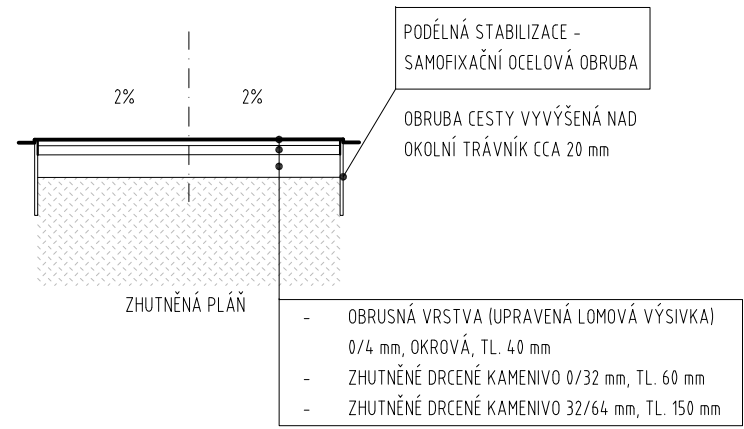 PODÉLNÁ STABILIZACE -
SAMOFIXAČNÍ OCELOVÁ OBRUBA
2% 2%
OBRUBA CESTY VYVÝŠENÁ NAD
OKOLNÍ TRÁVNÍK CCA 20 mm
ZHUTNĚNÁ PLÁŇ
- OBRUSNÁ VRSTVA (UPRAVENÁ LOMOVÁ VÝSIVKA)
0/4 mm, OKROVÁ, TL. 40 mm
- ZHUTNĚNÉ DRCENÉ KAMENIVO 0/32 mm, TL. 60 mm
- ZHUTNĚNÉ DRCENÉ KAMENIVO 32/64 mm, TL. 150 mm